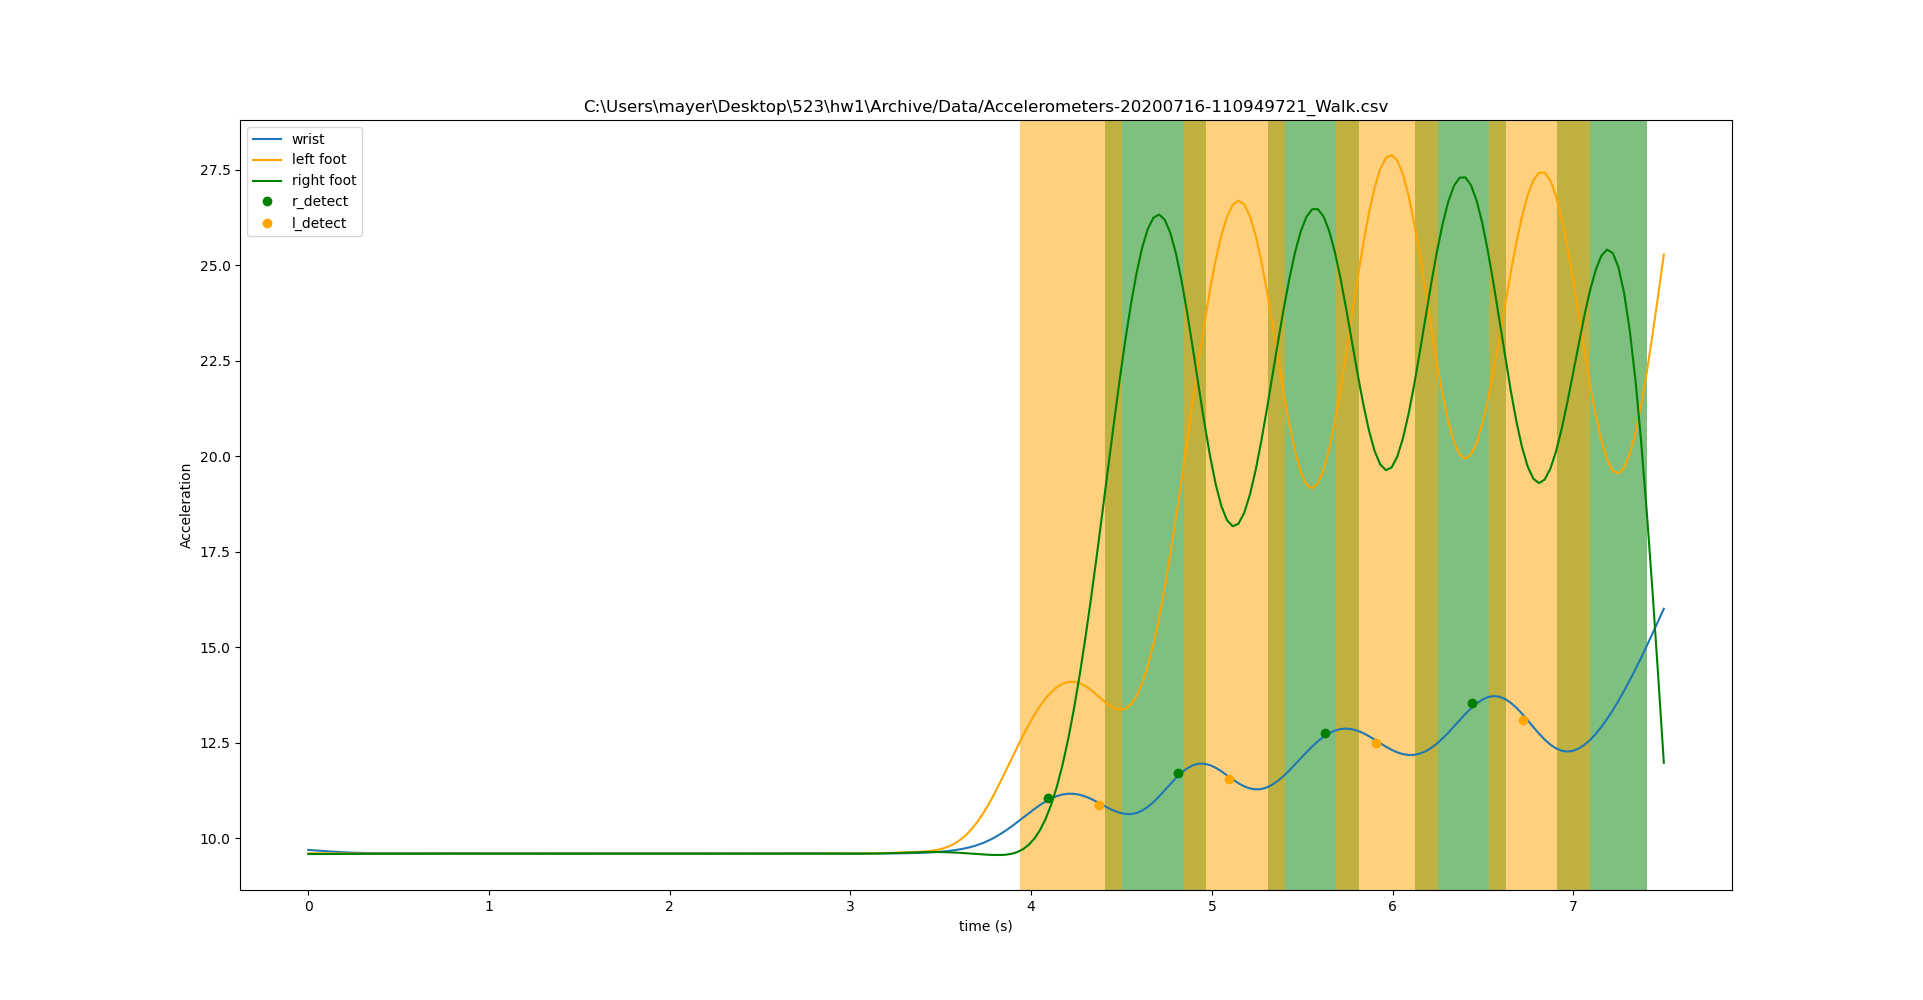 C:\Users\mayer\Desktop\523\hw1\Archive/Data/Accelerometers-20200716-110949721_Walk.csv
wrist
left foot
right foot
r_detect
l_detect
27.5
25.0
22.5
20.0
17.5
15.0
12.5
10.0
Acceleration
0 1 2 3 4 5 6 7
time (s)